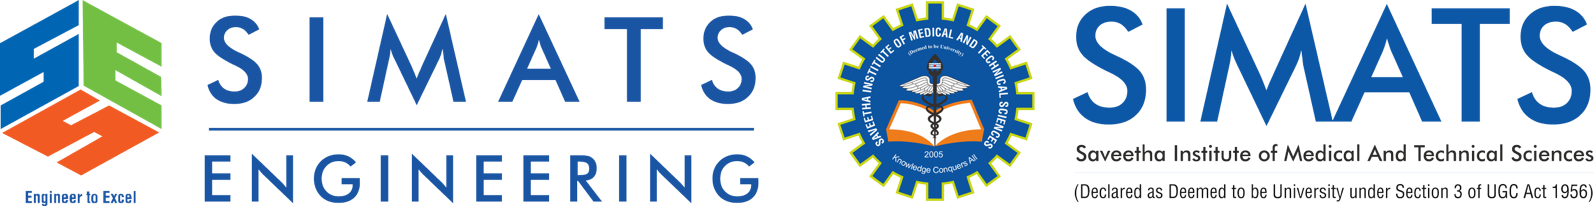 SES
Engineer to Excel
SIMATS
ENGINEERING
SAVEETHA INSTITUTE OF MEDICAL AND TECHNICAL SCIENCES
(Deemed to be University)
2005
Knowledge Conquers All
SIMATS
Saveetha Institute of Medical And Technical Sciences
(Declared as Deemed to be University under Section 3 of UGC Act 1956)